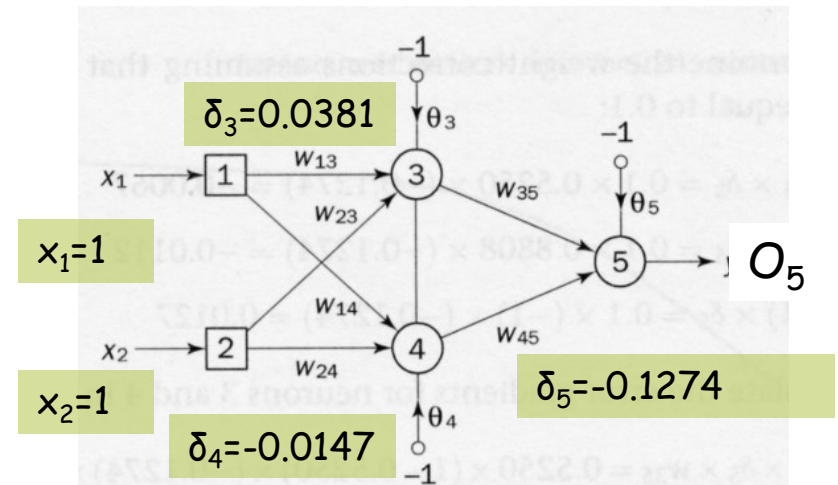 –1
δ₃=0.0381
θ₃
–1
x₁
1
w₁₃
3
w₃₅
θ₅
w₂₃
x₁=1
5
O₅
w₁₄
x₂
2
w₂₄
4
w₄₅
x₂=1
δ₅=-0.1274
θ₄
δ₄=-0.0147
–1